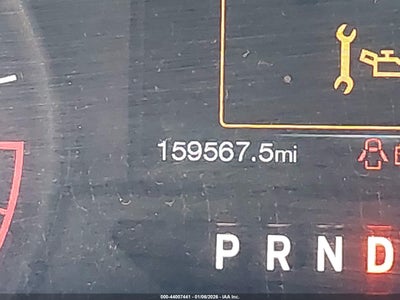 159567.5mi
P R N D
000-44007441 - 01/06/2026 - IAA Inc.